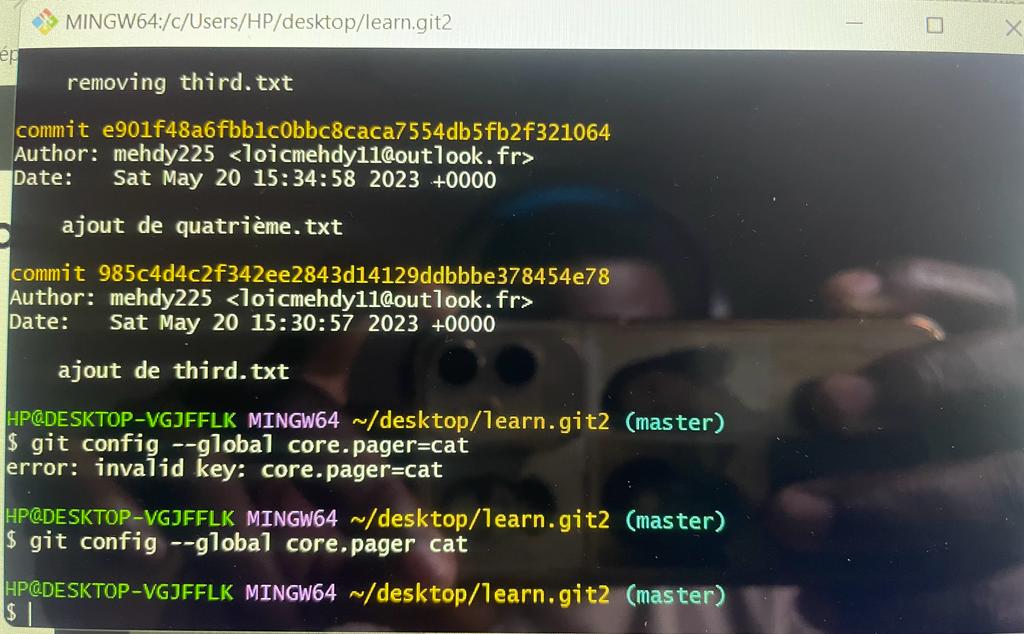 MINGW64:/c/Users/HP/desktop/learn.git2
removing third.txt
commit e901f48a6fbb1c0bbc8caca7554db5fb2f321064
Author: mehdy225 <loicmehdy11@outlook.fr>
Date:   Sat May 20 15:34:58 2023 +0000
ajout de quatrième.txt
commit 985c4d4c2f342ee2843d14129ddbbbe378454e78
Author: mehdy225 <loicmehdy11@outlook.fr>
Date:   Sat May 20 15:30:57 2023 +0000
ajout de third.txt
HP@DESKTOP-VGJFFLK MINGW64 ~/desktop/learn.git2 (master)
$ git config --global core.pager=cat
error: invalid key: core.pager=cat
HP@DESKTOP-VGJFFLK MINGW64 ~/desktop/learn.git2 (master)
$ git config --global core.pager cat
HP@DESKTOP-VGJFFLK MINGW64 ~/desktop/learn.git2 (master)
$